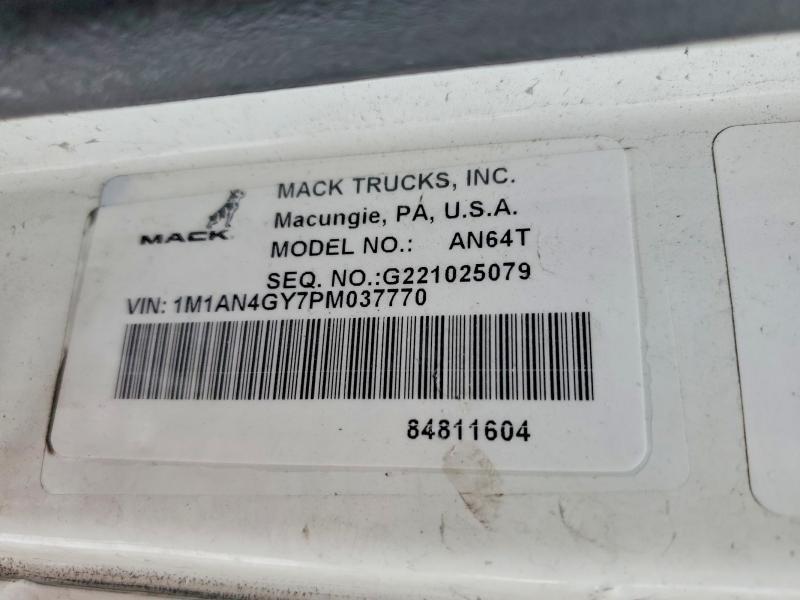 MACK TRUCKS, INC.
MACK
Macungie, PA, U.S.A.
MODEL NO.: AN64T
SEQ. NO.:G221025079
VIN: 1M1AN4GY7PM037770
84811604